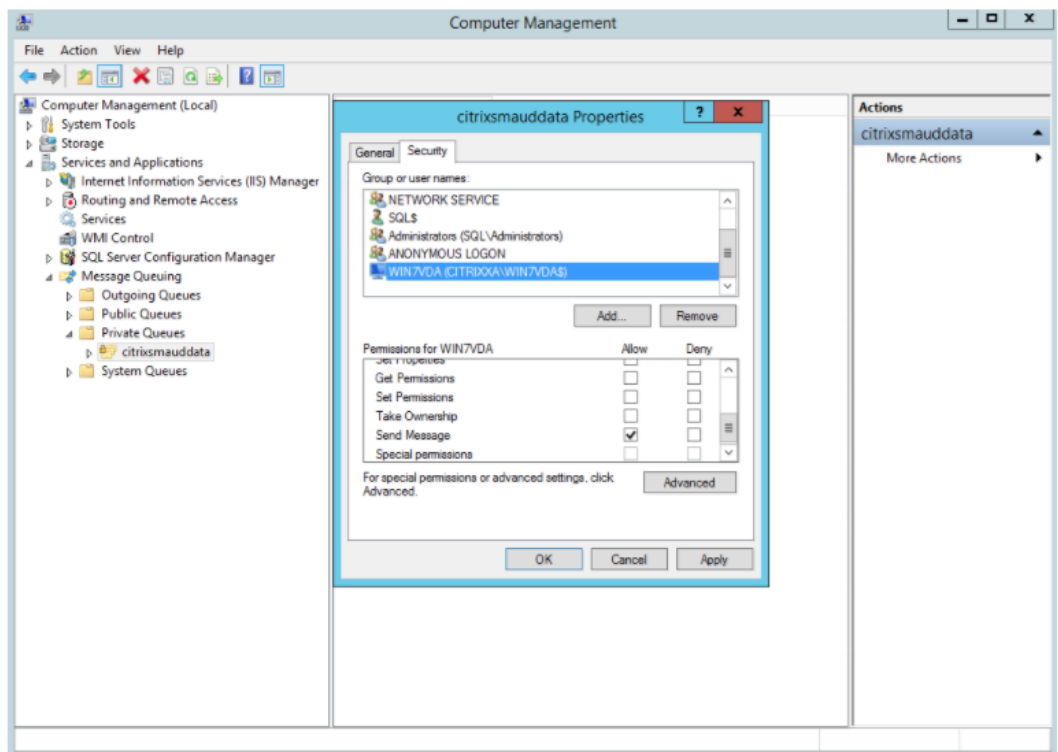 Computer Management
File Action View Help
Computer Management (Local)
System Tools
Storage
Services and Applications
Internet Information Services (IIS) Manager
Routing and Remote Access
Services
WMI Control
SQL Server Configuration Manager
Message Queuing
Outgoing Queues
Public Queues
Private Queues
citrixsmauddata
System Queues
citrixsmauddata Properties
? x
General Security
Group or user names:
NETWORK SERVICE
SQL$
Administrators (SQL\Administrators)
ANONYMOUS LOGON
WIN7VDA (CITRIXXA\WIN7VDA$)
Add... Remove
Permissions for WIN7VDA Allow Deny
Set Properties
Get Permissions
Set Permissions
Take Ownership
Send Message
Special permissions
For special permissions or advanced settings, click
Advanced.
Advanced
OK Cancel Apply
Actions
citrixsmauddata
More Actions